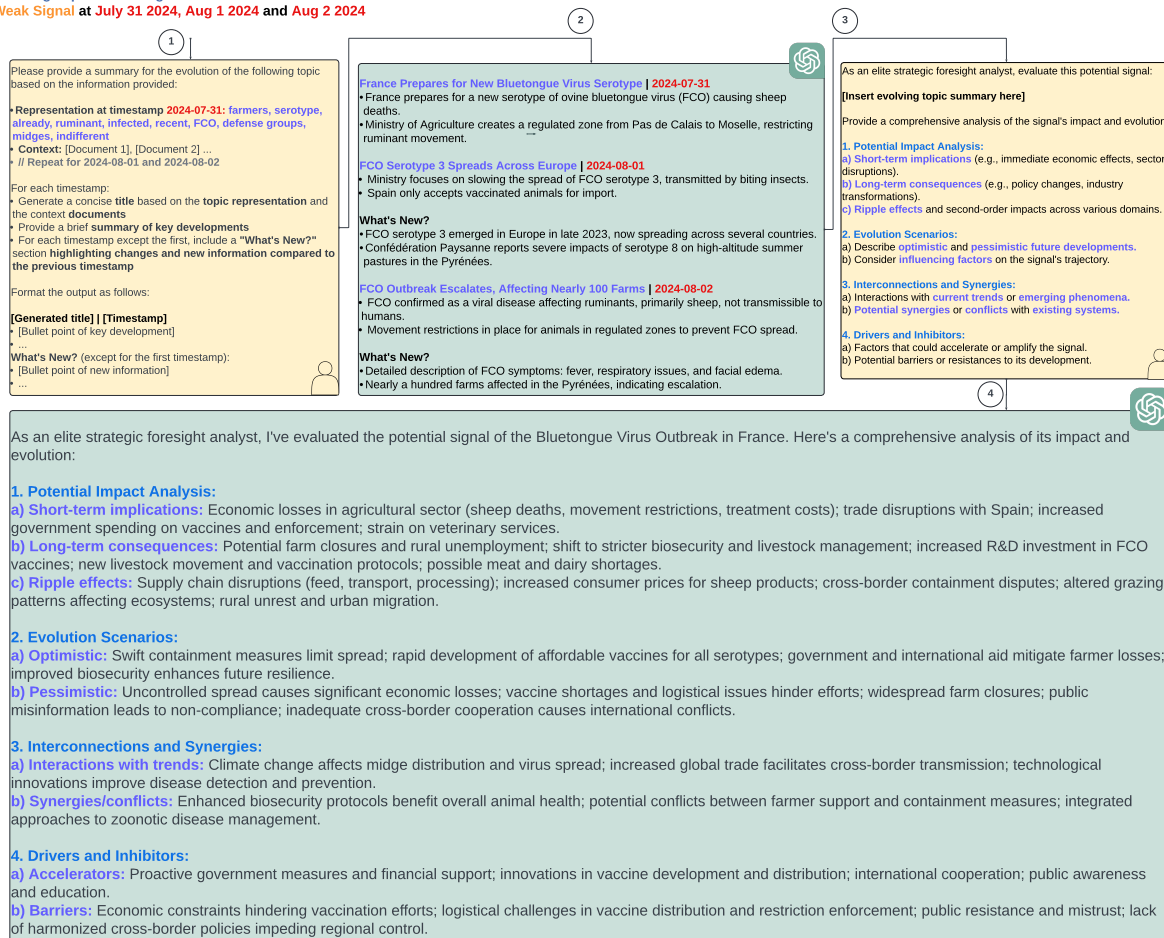 Weak Signal at July 31 2024, Aug 1 2024 and Aug 2 2024
1
Please provide a summary for the evolution of the following topic
based on the information provided:
• Representation at timestamp 2024-07-31: farmers, serotype,
already, ruminant, infected, recent, FCO, defense groups,
midges, indifferent
• Context: [Document 1], [Document 2] ...
• // Repeat for 2024-08-01 and 2024-08-02
For each timestamp:
• Generate a concise title based on the topic representation and
the context documents
• Provide a brief summary of key developments
• For each timestamp except the first, include a "What's New?"
section highlighting changes and new information compared to
the previous timestamp
Format the output as follows:
[Generated title] | [Timestamp]
• [Bullet point of key development]
• ...
What's New? (except for the first timestamp):
• [Bullet point of new information]
• ...
2
France Prepares for New Bluetongue Virus Serotype | 2024-07-31
• France prepares for a new serotype of ovine bluetongue virus (FCO) causing sheep
deaths.
• Ministry of Agriculture creates a regulated zone from Pas de Calais to Moselle, restricting
ruminant movement.
FCO Serotype 3 Spreads Across Europe | 2024-08-01
• Ministry focuses on slowing the spread of FCO serotype 3, transmitted by biting insects.
• Spain only accepts vaccinated animals for import.
What's New?
• FCO serotype 3 emerged in Europe in late 2023, now spreading across several countries.
• Confédération Paysanne reports severe impacts of serotype 8 on high-altitude summer
pastures in the Pyrénées.
FCO Outbreak Escalates, Affecting Nearly 100 Farms | 2024-08-02
• FCO confirmed as a viral disease affecting ruminants, primarily sheep, not transmissible to
humans.
• Movement restrictions in place for animals in regulated zones to prevent FCO spread.
What's New?
• Detailed description of FCO symptoms: fever, respiratory issues, and facial edema.
• Nearly a hundred farms affected in the Pyrénées, indicating escalation.
3
As an elite strategic foresight analyst, evaluate this potential signal:
[Insert evolving topic summary here]
Provide a comprehensive analysis of the signal's impact and evolution
1. Potential Impact Analysis:
a) Short-term implications (e.g., immediate economic effects, sector
disruptions).
b) Long-term consequences (e.g., policy changes, industry
transformations).
c) Ripple effects and second-order impacts across various domains.
2. Evolution Scenarios:
a) Describe optimistic and pessimistic future developments.
b) Consider influencing factors on the signal's trajectory.
3. Interconnections and Synergies:
a) Interactions with current trends or emerging phenomena.
b) Potential synergies or conflicts with existing systems.
4. Drivers and Inhibitors:
a) Factors that could accelerate or amplify the signal.
b) Potential barriers or resistances to its development.
4
As an elite strategic foresight analyst, I've evaluated the potential signal of the Bluetongue Virus Outbreak in France. Here's a comprehensive analysis of its impact and
evolution:
1. Potential Impact Analysis:
a) Short-term implications: Economic losses in agricultural sector (sheep deaths, movement restrictions, treatment costs); trade disruptions with Spain; increased
government spending on vaccines and enforcement; strain on veterinary services.
b) Long-term consequences: Potential farm closures and rural unemployment; shift to stricter biosecurity and livestock management; increased R&D investment in FCO
vaccines; new livestock movement and vaccination protocols; possible meat and dairy shortages.
c) Ripple effects: Supply chain disruptions (feed, transport, processing); increased consumer prices for sheep products; cross-border containment disputes; altered grazing
patterns affecting ecosystems; rural unrest and urban migration.
2. Evolution Scenarios:
a) Optimistic: Swift containment measures limit spread; rapid development of affordable vaccines for all serotypes; government and international aid mitigate farmer losses;
improved biosecurity enhances future resilience.
b) Pessimistic: Uncontrolled spread causes significant economic losses; vaccine shortages and logistical issues hinder efforts; widespread farm closures; public
misinformation leads to non-compliance; inadequate cross-border cooperation causes international conflicts.
3. Interconnections and Synergies:
a) Interactions with trends: Climate change affects midge distribution and virus spread; increased global trade facilitates cross-border transmission; technological
innovations improve disease detection and prevention.
b) Synergies/conflicts: Enhanced biosecurity protocols benefit overall animal health; potential conflicts between farmer support and containment measures; integrated
approaches to zoonotic disease management.
4. Drivers and Inhibitors:
a) Accelerators: Proactive government measures and financial support; innovations in vaccine development and distribution; international cooperation; public awareness
and education.
b) Barriers: Economic constraints hindering vaccination efforts; logistical challenges in vaccine distribution and restriction enforcement; public resistance and mistrust; lack
of harmonized cross-border policies impeding regional control.